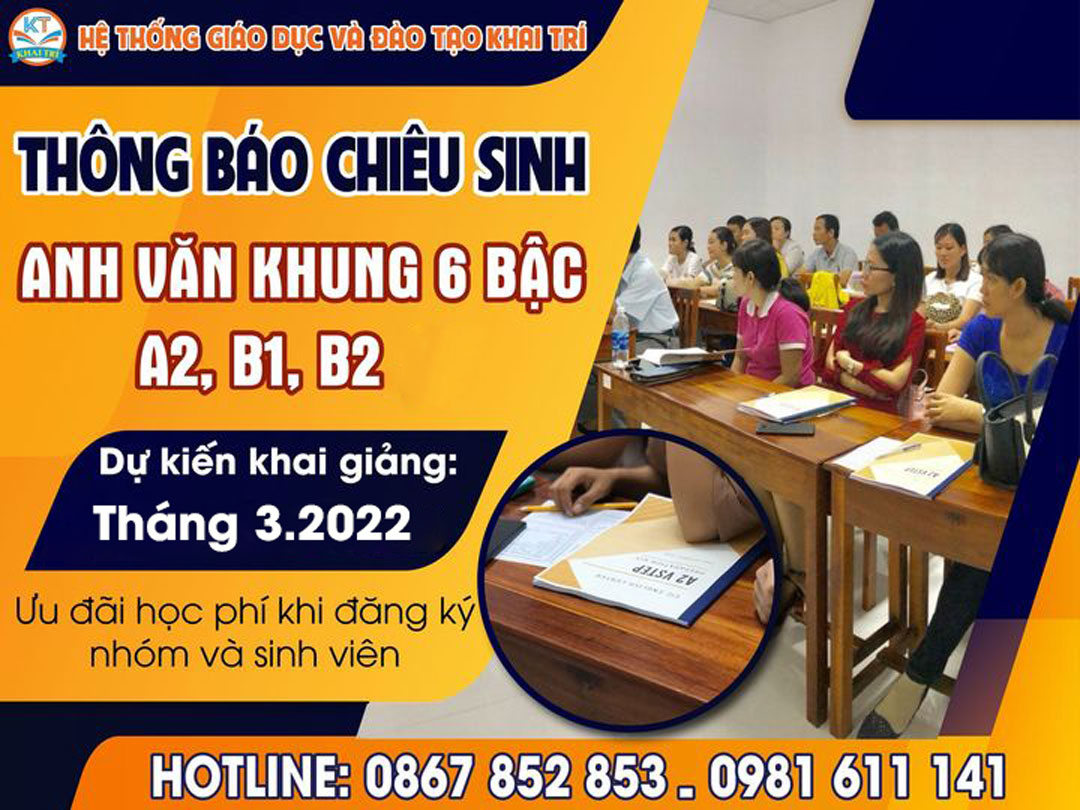 KT
KHAI TRÍ
HỆ THỐNG GIÁO DỤC VÀ ĐÀO TẠO KHAI TRÍ
THÔNG BÁO CHIÊU SINH
ANH VĂN KHUNG 6 BẬC
A2, B1, B2
Dự kiến khai giảng:
Tháng 3.2022
Ưu đãi học phí khi đăng ký
nhóm và sinh viên
A2 VSTEP
A2 VSTEP
HOTLINE: 0867 852 853 . 0981 611 141